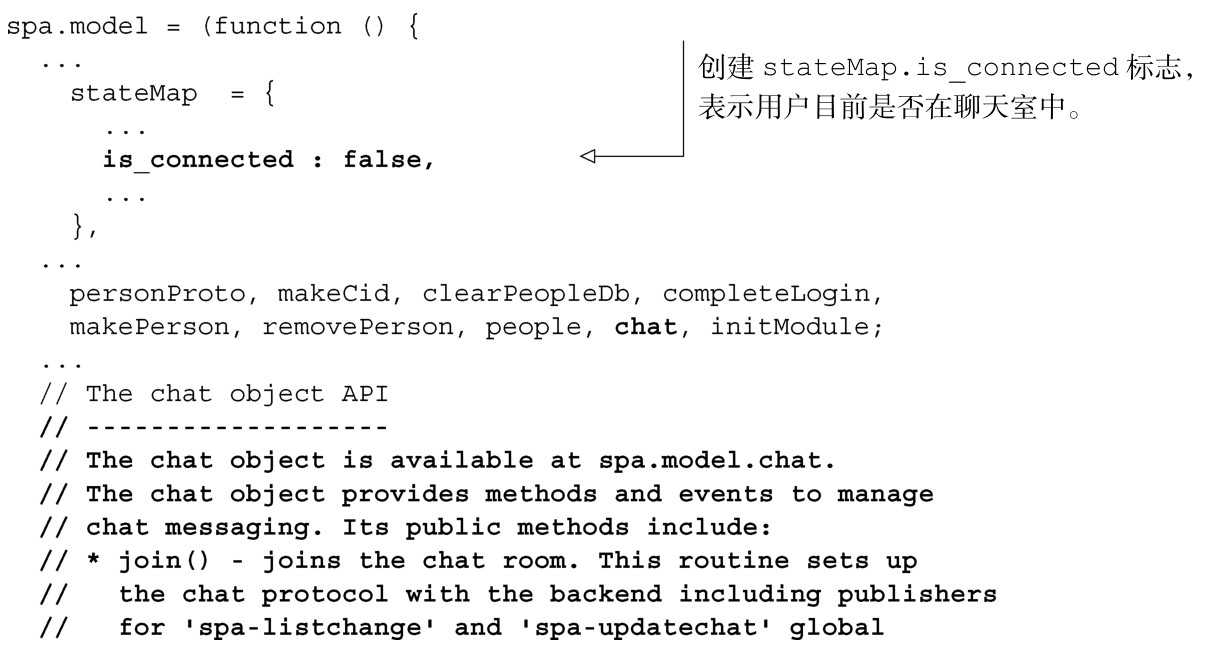 spa.model = (function () {
...
stateMap = {
...
is_connected : false,
...
},
...
personProto, makeCid, clearPeopleDb, completeLogin,
makePerson, removePerson, people, chat, initModule;
...
// The chat object API
// -------------------
// The chat object is available at spa.model.chat.
// The chat object provides methods and events to manage
// chat messaging. Its public methods include:
// * join() - joins the chat room. This routine sets up
//   the chat protocol with the backend including publishers
//   for 'spa-listchange' and 'spa-updatechat' global
创建 stateMap.is_connected 标志，
表示用户目前是否在聊天室中。